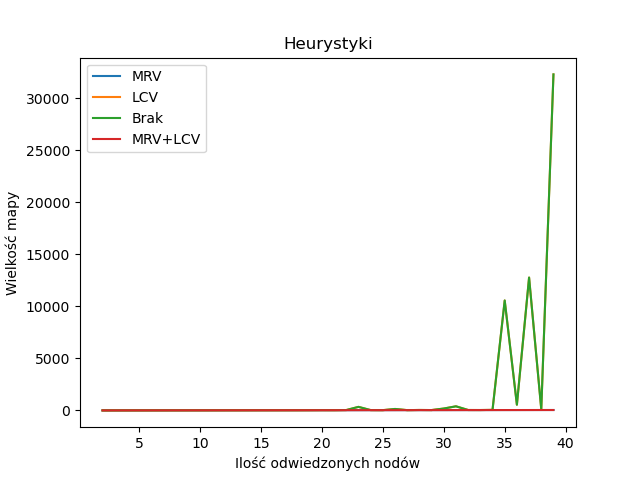 Heurystyki
MRV
LCV
Brak
MRV+LCV
Wielkość mapy
30000
25000
20000
15000
10000
5000
0
5 10 15 20 25 30 35 40
Ilość odwiedzonych nodów